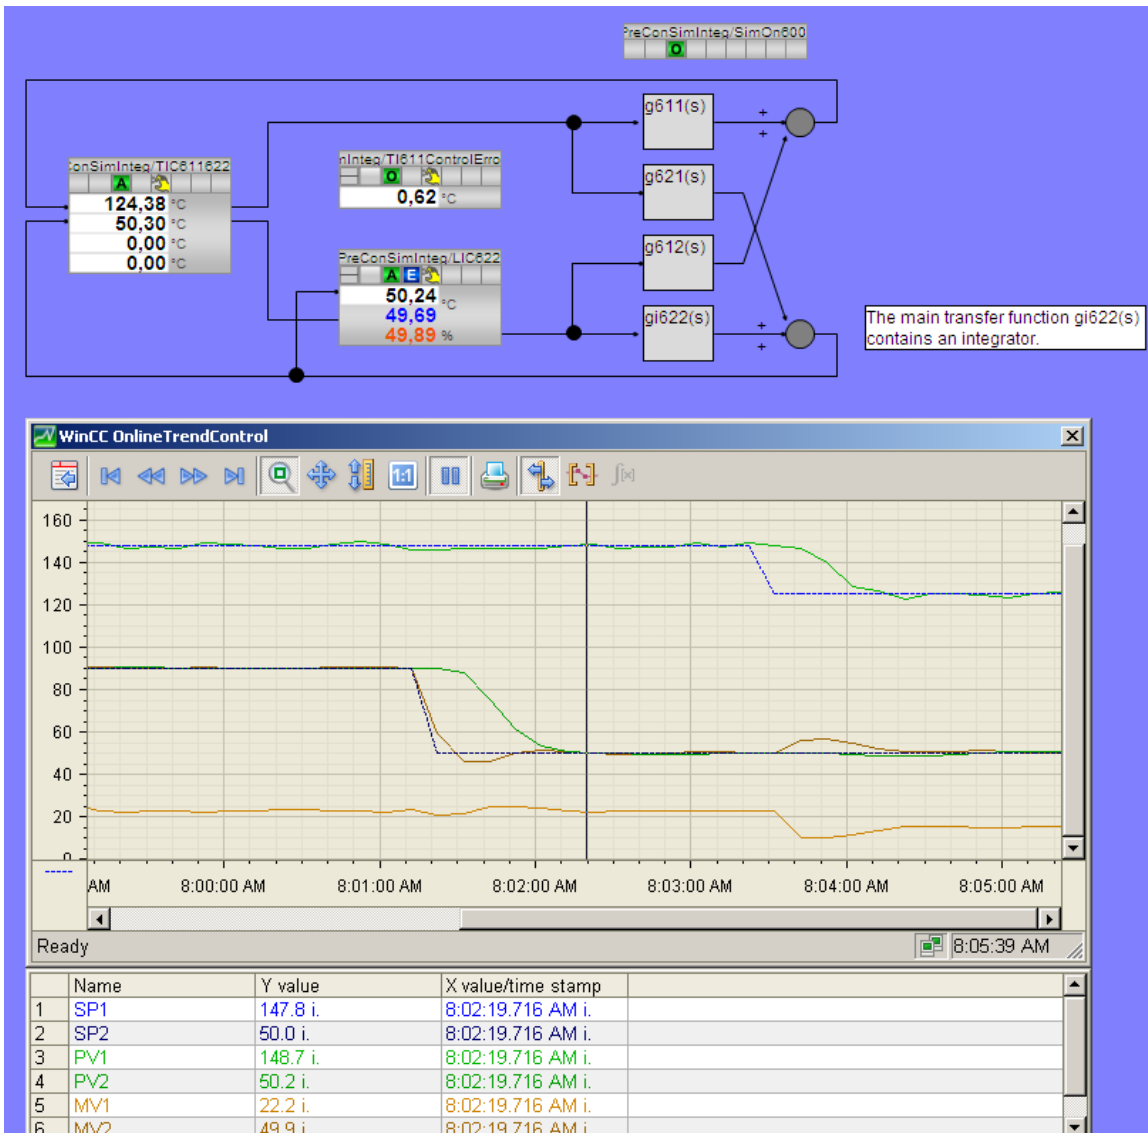 PreConSimInteg/SimOn600
O
g611(s)
+
+
ConSimInteg/TIC611622
A
124,38 °C
50,30 °C
0,00 °C
0,00 °C
nInteg/TI611ControlErro
O
0,62 °C
g621(s)
g612(s)
PreConSimInteg/LIC622
A E
50,24 °C
49,69
49,89 %
gi622(s)
+
+
The main transfer function gi622(s)
contains an integrator.
WinCC OnlineTrendControl
1:1
160
140
120
100
80
60
40
20
0
AM 8:00:00 AM 8:01:00 AM 8:02:00 AM 8:03:00 AM 8:04:00 AM 8:05:00 AM
Ready 8:05:39 AM
Name Y value X value/time stamp
1 SP1 147.8 i. 8:02:19.716 AM i.
2 SP2 50.0 i. 8:02:19.716 AM i.
3 PV1 148.7 i. 8:02:19.716 AM i.
4 PV2 50.2 i. 8:02:19.716 AM i.
5 MV1 22.2 i. 8:02:19.716 AM i.
6 MV2 49.9 i. 8:02:19.716 AM i.